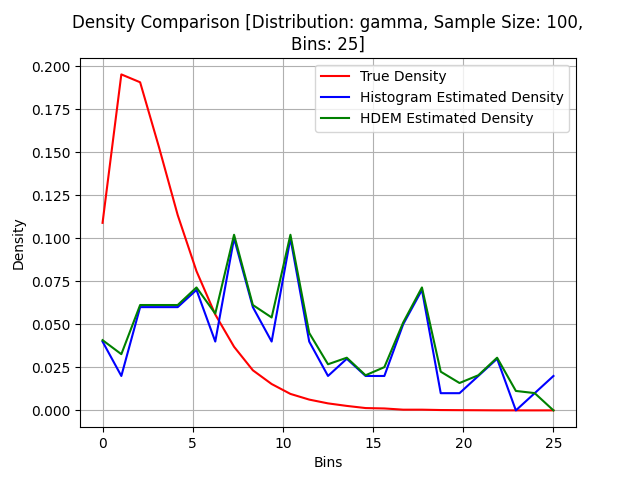 Density Comparison [Distribution: gamma, Sample Size: 100,
Bins: 25]
True Density
Histogram Estimated Density
HDEM Estimated Density
Density
0.200
0.175
0.150
0.125
0.100
0.075
0.050
0.025
0.000
0
5
10
15
20
25
Bins